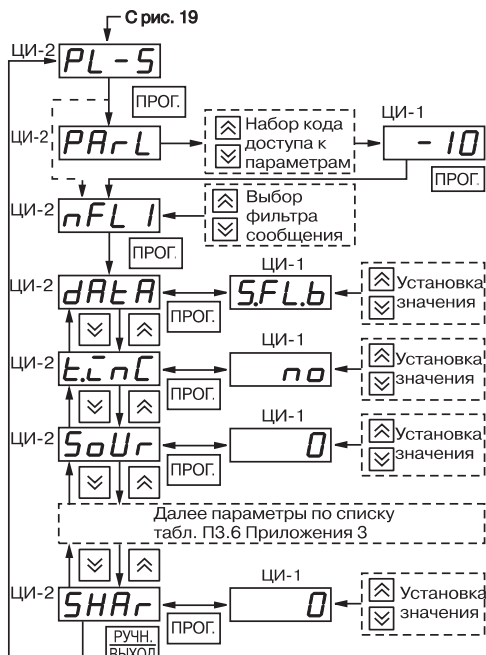 С рис. 19
ЦИ-2 PL-5
ПРОГ.
ЦИ-2 PArL
Набор кода
доступа к
параметрам
ЦИ-1
-10
ПРОГ.
ЦИ-2 nFL1
Выбор
фильтра
сообщения
ПРОГ.
ЦИ-2 dAtA
ПРОГ.
ЦИ-1
S.FL.b
Установка
значения
ЦИ-2 t.inC
ПРОГ.
ЦИ-1
no
Установка
значения
ЦИ-2 SoUr
ПРОГ.
ЦИ-1
0
Установка
значения
Далее параметры по списку
табл. П3.6 Приложения 3
ЦИ-2 SHAr
ПРОГ.
ЦИ-1
0
Установка
значения
РУЧН.
ВЫХОД